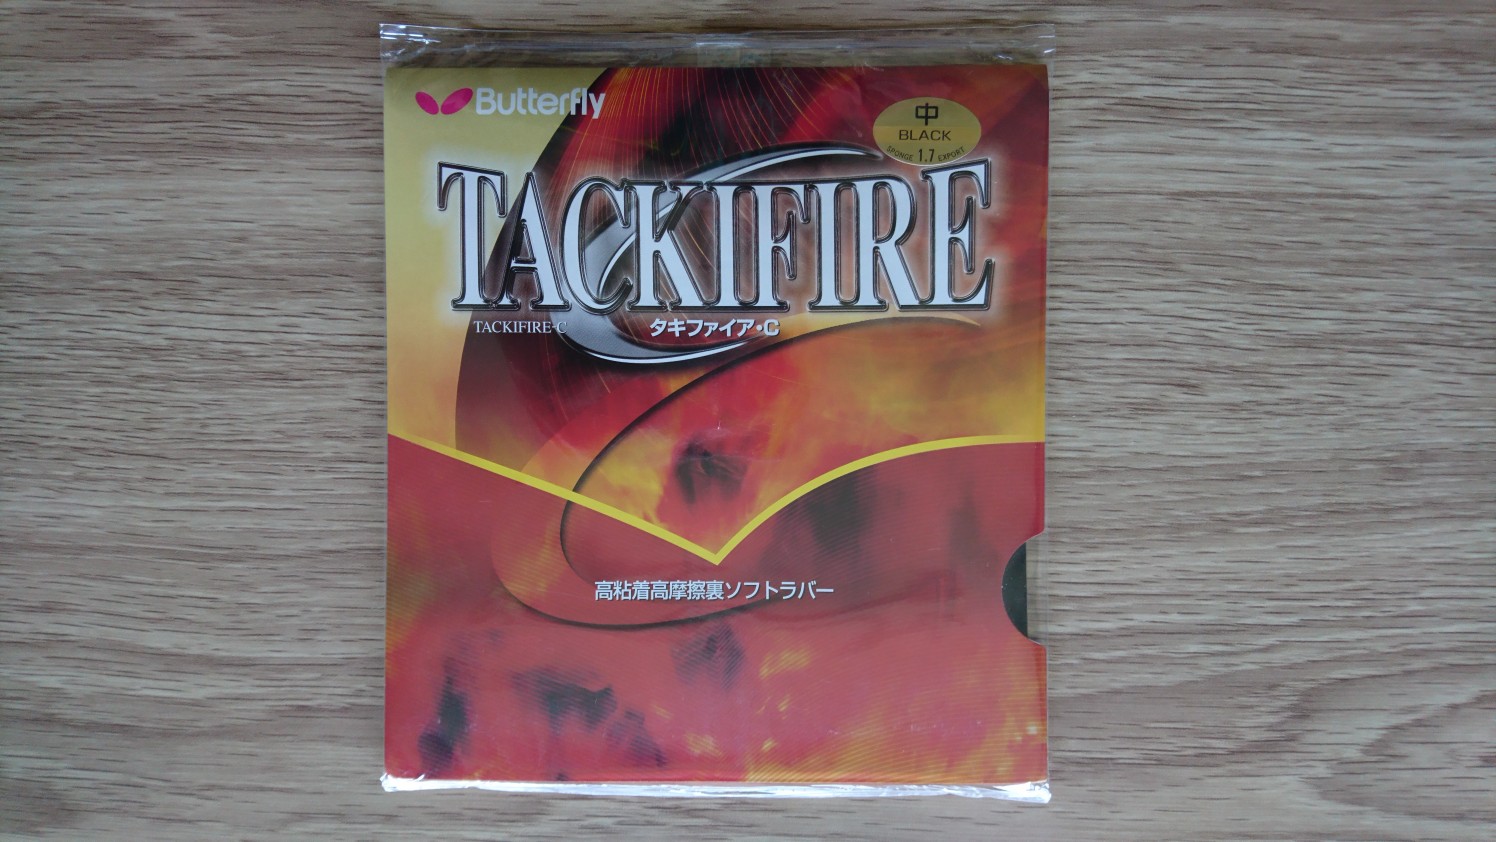 Butterfly
中
BLACK
SPONGE 1.7 EXPORT
TACKIFIRE
TACKIFIRE-C
タキファイア・C
高粘着高摩擦裏ソフトラバー